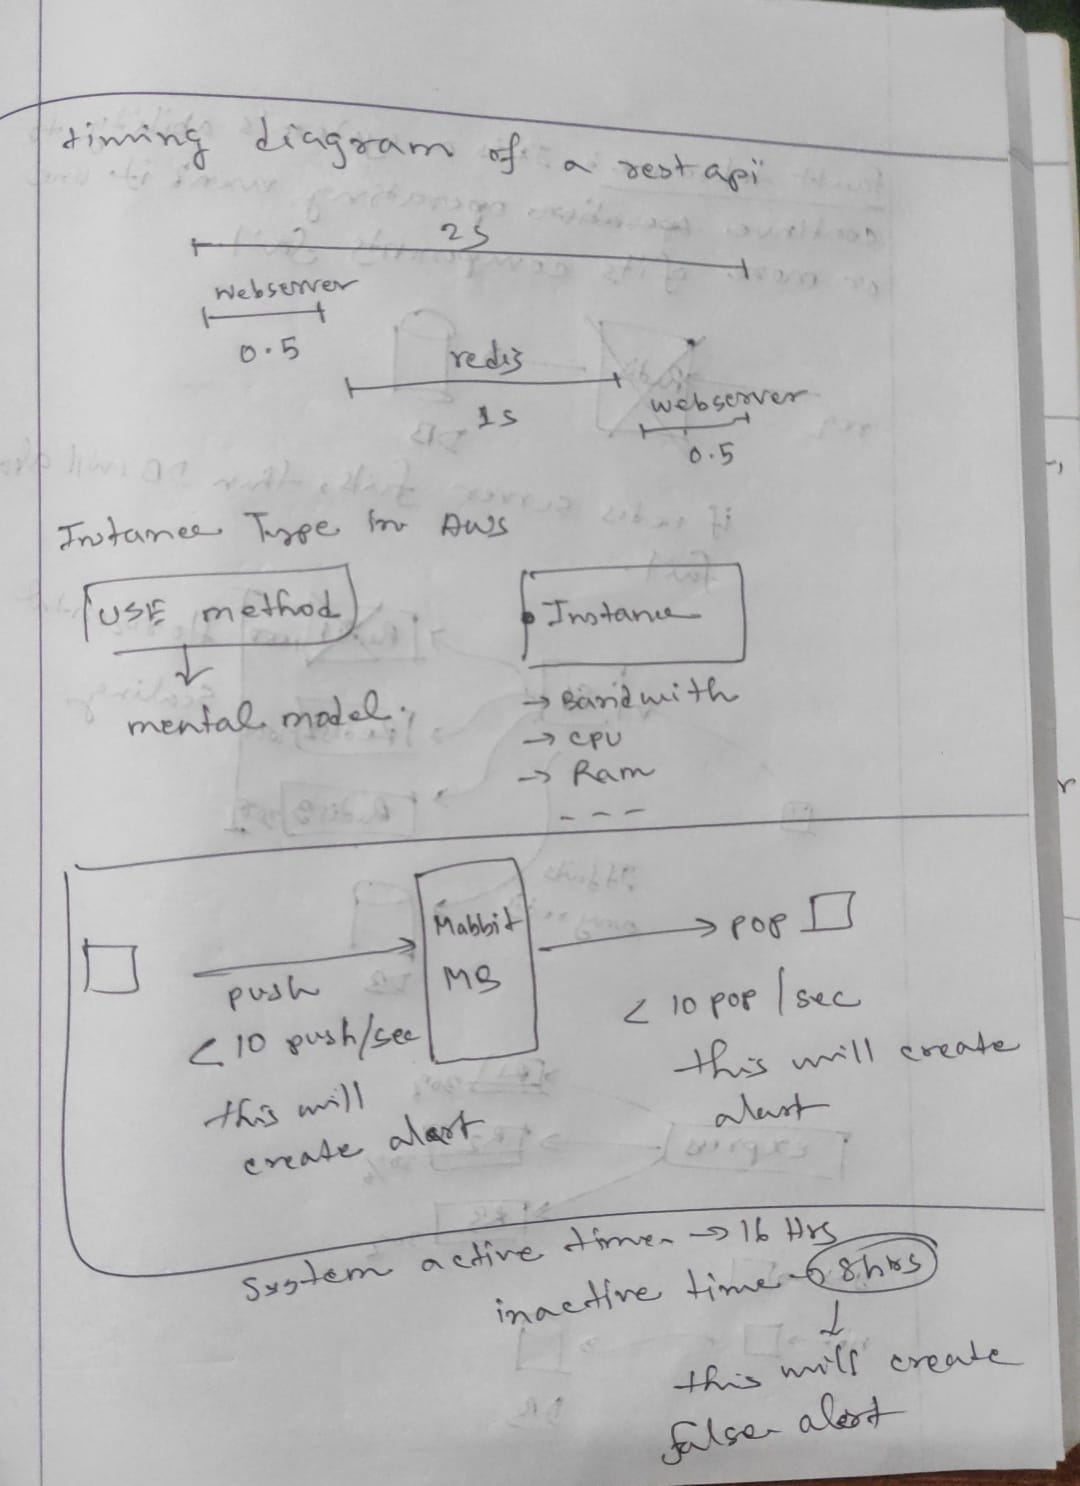 timing diagram of a rest api
2s
webserver
0.5
redis
1s
webserver
0.5
Instance Type in AWS
USE method
mental model.
Instance
→ Bandwith
→ CPU
→ Ram
- - -
push
< 10 push/sec
this will
create alert
Mabbit
MB
pop
< 10 pop / sec
this will create
alert
System active time → 16 Hrs
inactive time → 8 hrs
this will create
false alert